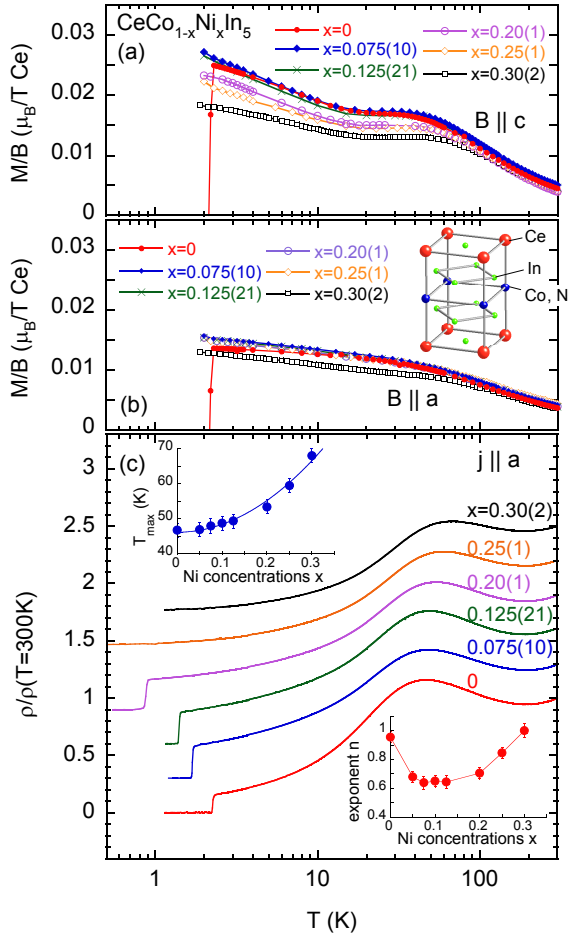 CeCo1-xNixIn5
(a)
x=0
x=0.075(10)
x=0.125(21)
x=0.20(1)
x=0.25(1)
x=0.30(2)
B || c
M/B (μB/T Ce)
0.03
0.02
0.01
0
(b)
x=0
x=0.075(10)
x=0.125(21)
x=0.20(1)
x=0.25(1)
x=0.30(2)
Ce
In
Co, N
B || a
M/B (μB/T Ce)
0.03
0.02
0.01
0
(c)
j || a
Tmax (K)
70
60
50
40
0
0.1
0.2
0.3
Ni concentrations x
x=0.30(2)
0.25(1)
0.20(1)
0.125(21)
0.075(10)
0
ρ/ρ(T=300K)
3
2.5
2
1.5
1
0.5
0
exponent n
1
0.8
0.6
0.4
0
0.1
0.2
0.3
Ni concentrations x
1
10
100
T (K)